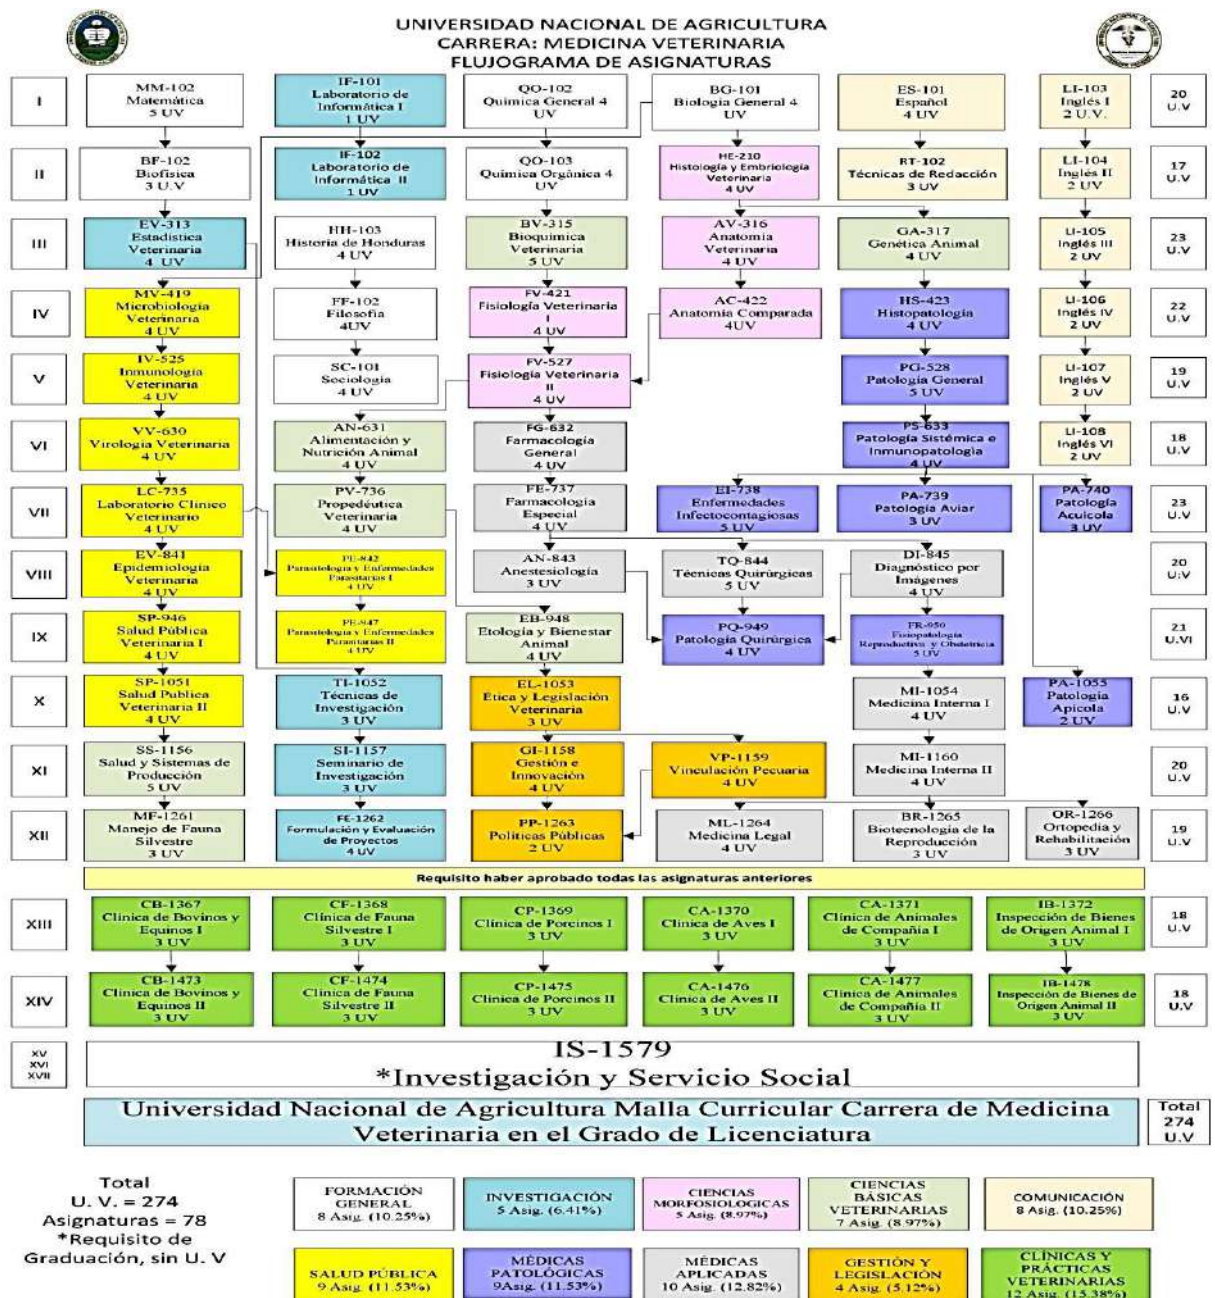 UNIVERSIDAD NACIONAL DE AGRICULTURA
CARRERA: MEDICINA VETERINARIA
FLUJOGRAMA DE ASIGNATURAS
I
MM-102
Matemática
5 UV
IF-101
Laboratorio de
Informática I
1 UV
QO-102
Química General 4
UV
BG-101
Biología General 4
UV
ES-101
Español
4 UV
LI-103
Inglés I
2 U.V.
20
U.V
II
BF-102
Biofísica
3 U.V
IF-102
Laboratorio de
Informática II
1 UV
QO-103
Química Orgánica 4
UV
HE-210
Histología y Embriología
Veterinaria
4 UV
RT-102
Técnicas de Redacción
3 UV
LI-104
Inglés II
2 UV
17
U.V
III
EV-313
Estadística
Veterinaria
4 UV
HH-103
Historia de Honduras
4 UV
BV-315
Bioquímica
Veterinaria
5 UV
AV-316
Anatomía
Veterinaria
4 UV
GA-317
Genética Animal
4 UV
LI-105
Inglés III
2 UV
23
U.V
IV
MV-419
Microbiología
Veterinaria
4 UV
FF-102
Filosofía
4UV
FV-421
Fisiología Veterinaria
I
4 UV
AC-422
Anatomía Comparada
4UV
HS-423
Histopatología
4 UV
LI-106
Inglés IV
2 UV
22
U.V
V
IV-525
Inmunología
Veterinaria
4 UV
SC-101
Sociología
4 UV
FV-527
Fisiología Veterinaria
II
4 UV
PG-528
Patología General
5 UV
LI-107
Inglés V
2 UV
19
U.V
VI
VV-630
Virología Veterinaria
4 UV
AN-631
Alimentación y
Nutrición Animal
4 UV
FG-632
Farmacología
General
4 UV
PS-633
Patología Sistémica e
Inmunopatología
4 UV
LI-108
Inglés VI
2 UV
18
U.V
VII
LC-735
Laboratorio Clínico
Veterinario
4 UV
PV-736
Propedéutica
Veterinaria
4 UV
FE-737
Farmacología
Especial
4 UV
EI-738
Enfermedades
Infectocontagiosas
5 UV
PA-739
Patología Aviar
3 UV
PA-740
Patología
Acuícola
3 UV
23
U.V
VIII
EV-841
Epidemiología
Veterinaria
4 UV
PE-842
Parasitología y Enfermedades
Parasitarias I
4 UV
AN-843
Anestesiología
3 UV
TQ-844
Técnicas Quirúrgicas
5 UV
DI-845
Diagnóstico por
Imágenes
4 UV
20
U.V
IX
SP-946
Salud Pública
Veterinaria I
4 UV
PE-947
Parasitología y Enfermedades
Parasitarias II
4 UV
EB-948
Etología y Bienestar
Animal
4 UV
PQ-949
Patología Quirúrgica
4 UV
FR-950
Fisiopatología
Reproductiva y Obstetricia
5 UV
21
U.VI
X
SP-1051
Salud Publica
Veterinaria II
4 UV
TI-1052
Técnicas de
Investigación
3 UV
EL-1053
Ética y Legislación
Veterinaria
3 UV
MI-1054
Medicina Interna I
4 UV
PA-1055
Patología
Apícola
2 UV
16
U.V
XI
SS-1156
Salud y Sistemas de
Producción
5 UV
SI-1157
Seminario de
Investigación
3 UV
GI-1158
Gestión e
Innovación
4 UV
VP-1159
Vinculación Pecuaria
4 UV
MI-1160
Medicina Interna II
4 UV
20
U.V
XII
MF-1261
Manejo de Fauna
Silvestre
3 UV
FE-1262
Formulación y Evaluación
de Proyectos
4 UV
PP-1263
Políticas Públicas
2 UV
ML-1264
Medicina Legal
4 UV
BR-1265
Biotecnología de la
Reproducción
3 UV
OR-1266
Ortopedia y
Rehabilitación
3 UV
19
U.V
Requisito haber aprobado todas las asignaturas anteriores
XIII
CB-1367
Clínica de Bovinos y
Equinos I
3 UV
CF-1368
Clínica de Fauna
Silvestre I
3 UV
CP-1369
Clínica de Porcinos I
3 UV
CA-1370
Clínica de Aves I
3 UV
CA-1371
Clínica de Animales
de Compañía I
3 UV
IB-1372
Inspección de Bienes
de Origen Animal I
3 UV
18
U.V
XIV
CB-1473
Clínica de Bovinos y
Equinos II
3 UV
CF-1474
Clínica de Fauna
Silvestre II
3 UV
CP-1475
Clínica de Porcinos II
3 UV
CA-1476
Clínica de Aves II
3 UV
CA-1477
Clínica de Animales
de Compañía II
3 UV
IB-1478
Inspección de Bienes de
Origen Animal II
3 UV
18
U.V
XV
XVI
XVII
IS-1579
*Investigación y Servicio Social
Universidad Nacional de Agricultura Malla Curricular Carrera de Medicina
Veterinaria en el Grado de Licenciatura
Total
274
U.V
Total
U. V. = 274
Asignaturas = 78
*Requisito de
Graduación, sin U. V
FORMACIÓN
GENERAL
8 Asig. (10.25%)
INVESTIGACIÓN
5 Asig. (6.41%)
CIENCIAS
MORFOSIOLOGICAS
5 Asig. (8.97%)
CIENCIAS
BÁSICAS
VETERINARIAS
7 Asig. (8.97%)
COMUNICACIÓN
8 Asig. (10.25%)
SALUD PÚBLICA
9 Asig. (11.53%)
MÉDICAS
PATOLÓGICAS
9Asig. (11.53%)
MÉDICAS
APLICADAS
10 Asig. (12.82%)
GESTIÓN Y
LEGISLACIÓN
4 Asig. (5.12%)
CLÍNICAS Y
PRÁCTICAS
VETERINARIAS
12 Asig. (15.38%)